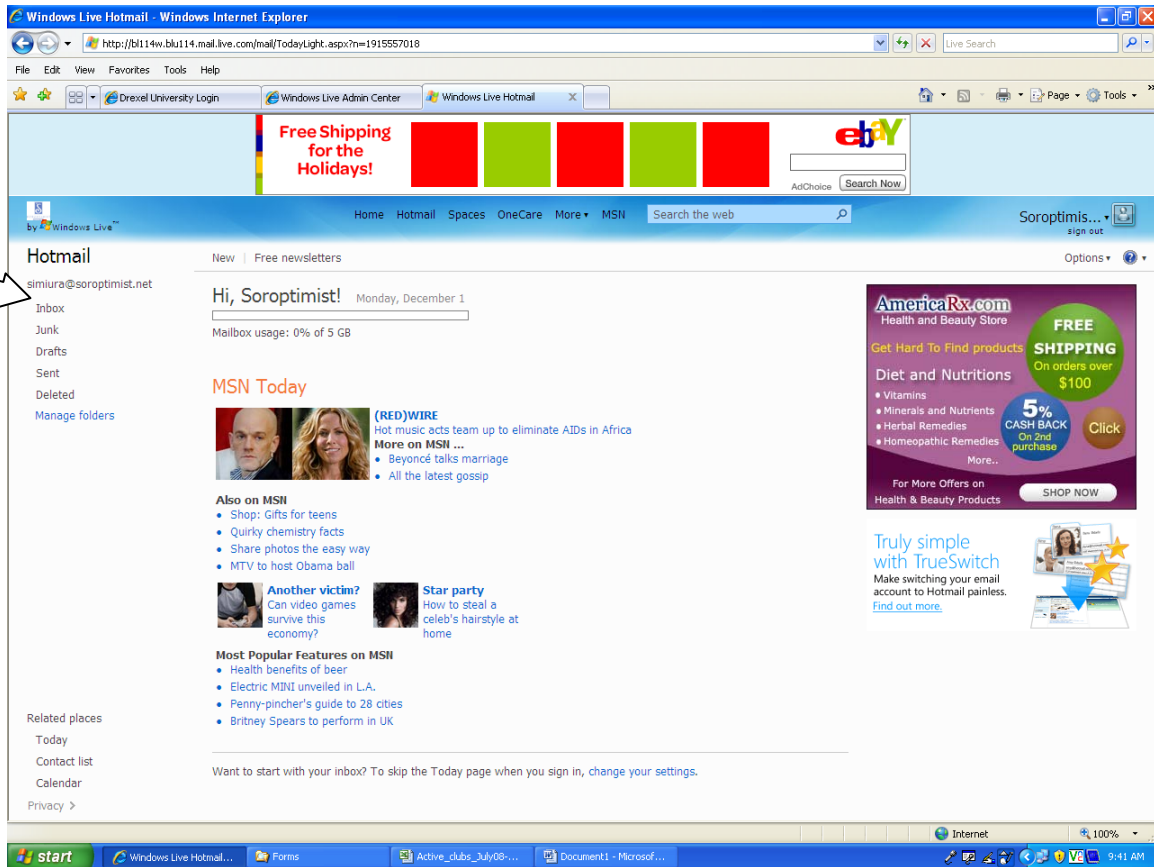 Windows Live Hotmail - Windows Internet Explorer
http://bl114w.blu114.mail.live.com/mail/TodayLight.aspx?n=1915557018
Live Search
File Edit View Favorites Tools Help
Drexel University Login
Windows Live Admin Center
Windows Live Hotmail
Page
Tools
Free Shipping
for the
Holidays!
ebY
AdChoice
Search Now
by Windows Live™
Home Hotmail Spaces OneCare More MSN
Search the web
Soroptimis...
sign out
Hotmail
New | Free newsletters
Options
simiura@soroptimist.net
Inbox
Junk
Drafts
Sent
Deleted
Manage folders
Hi, Soroptimist! Monday, December 1
Mailbox usage: 0% of 5 GB
MSN Today
(RED)WIRE
Hot music acts team up to eliminate AIDs in Africa
More on MSN ...
Beyoncé talks marriage
All the latest gossip
Also on MSN
Shop: Gifts for teens
Quirky chemistry facts
Share photos the easy way
MTV to host Obama ball
Another victim?
Can video games
survive this
economy?
Star party
How to steal a
celeb's hairstyle at
home
Most Popular Features on MSN
Health benefits of beer
Electric MINI unveiled in L.A.
Penny-pincher's guide to 28 cities
Britney Spears to perform in UK
Want to start with your inbox? To skip the Today page when you sign in, change your settings.
AmericaRx.com
Health and Beauty Store
Get Hard To Find products
Diet and Nutritions
Vitamins
Minerals and Nutrients
Herbal Remedies
Homeopathic Remedies
More..
FREE
SHIPPING
On orders over
$100
5%
CASH BACK
On 2nd
purchase
Click
For More Offers on
Health & Beauty Products
SHOP NOW
Truly simple
with TrueSwitch
Make switching your email
account to Hotmail painless.
Find out more.
Related places
Today
Contact list
Calendar
Privacy
Internet
100%
start
Windows Live Hotmail...
Forms
Active_clubs_July08-...
Document1 - Microsof...
9:41 AM